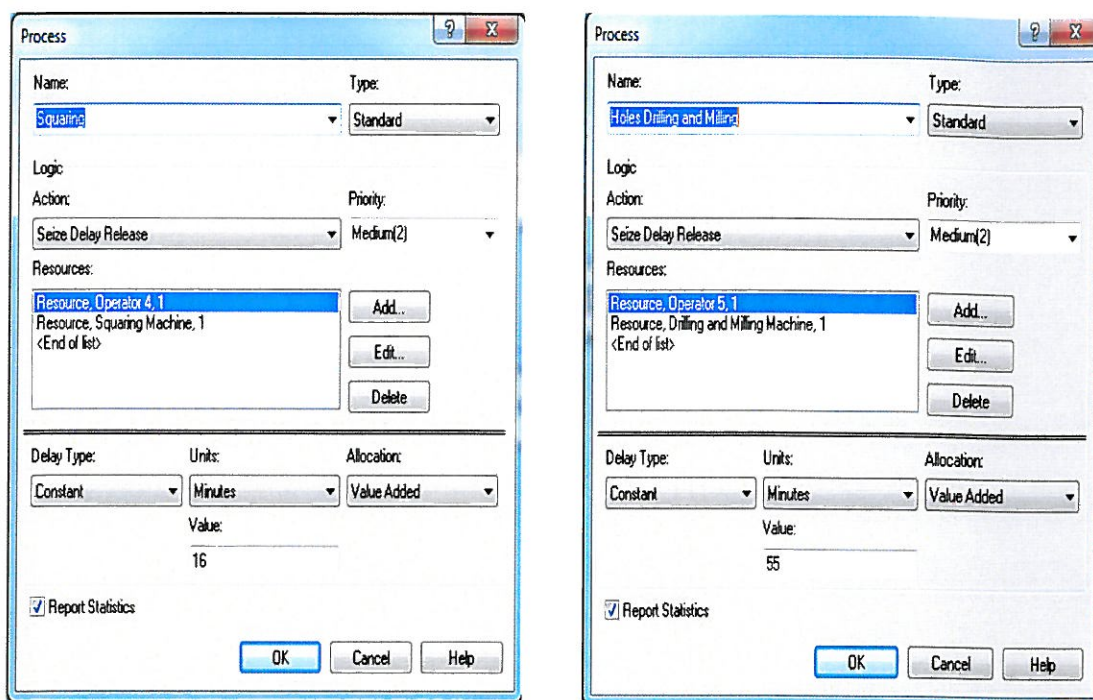 Process
Name:
Type:
Squaring
Standard
Logic
Action:
Priority:
Seize Delay Release
Medium(2)
Resources:
Resource, Operator 4, 1
Resource, Squaring Machine, 1
<End of list>
Add...
Edit...
Delete
Delay Type:
Units:
Allocation:
Constant
Minutes
Value Added
Value:
16
Report Statistics
OK
Cancel
Help
Process
Name:
Type:
Holes Drilling and Milling
Standard
Logic
Action:
Priority:
Seize Delay Release
Medium(2)
Resources:
Resource, Operator 5, 1
Resource, Drilling and Milling Machine, 1
<End of list>
Add...
Edit...
Delete
Delay Type:
Units:
Allocation:
Constant
Minutes
Value Added
Value:
55
Report Statistics
OK
Cancel
Help